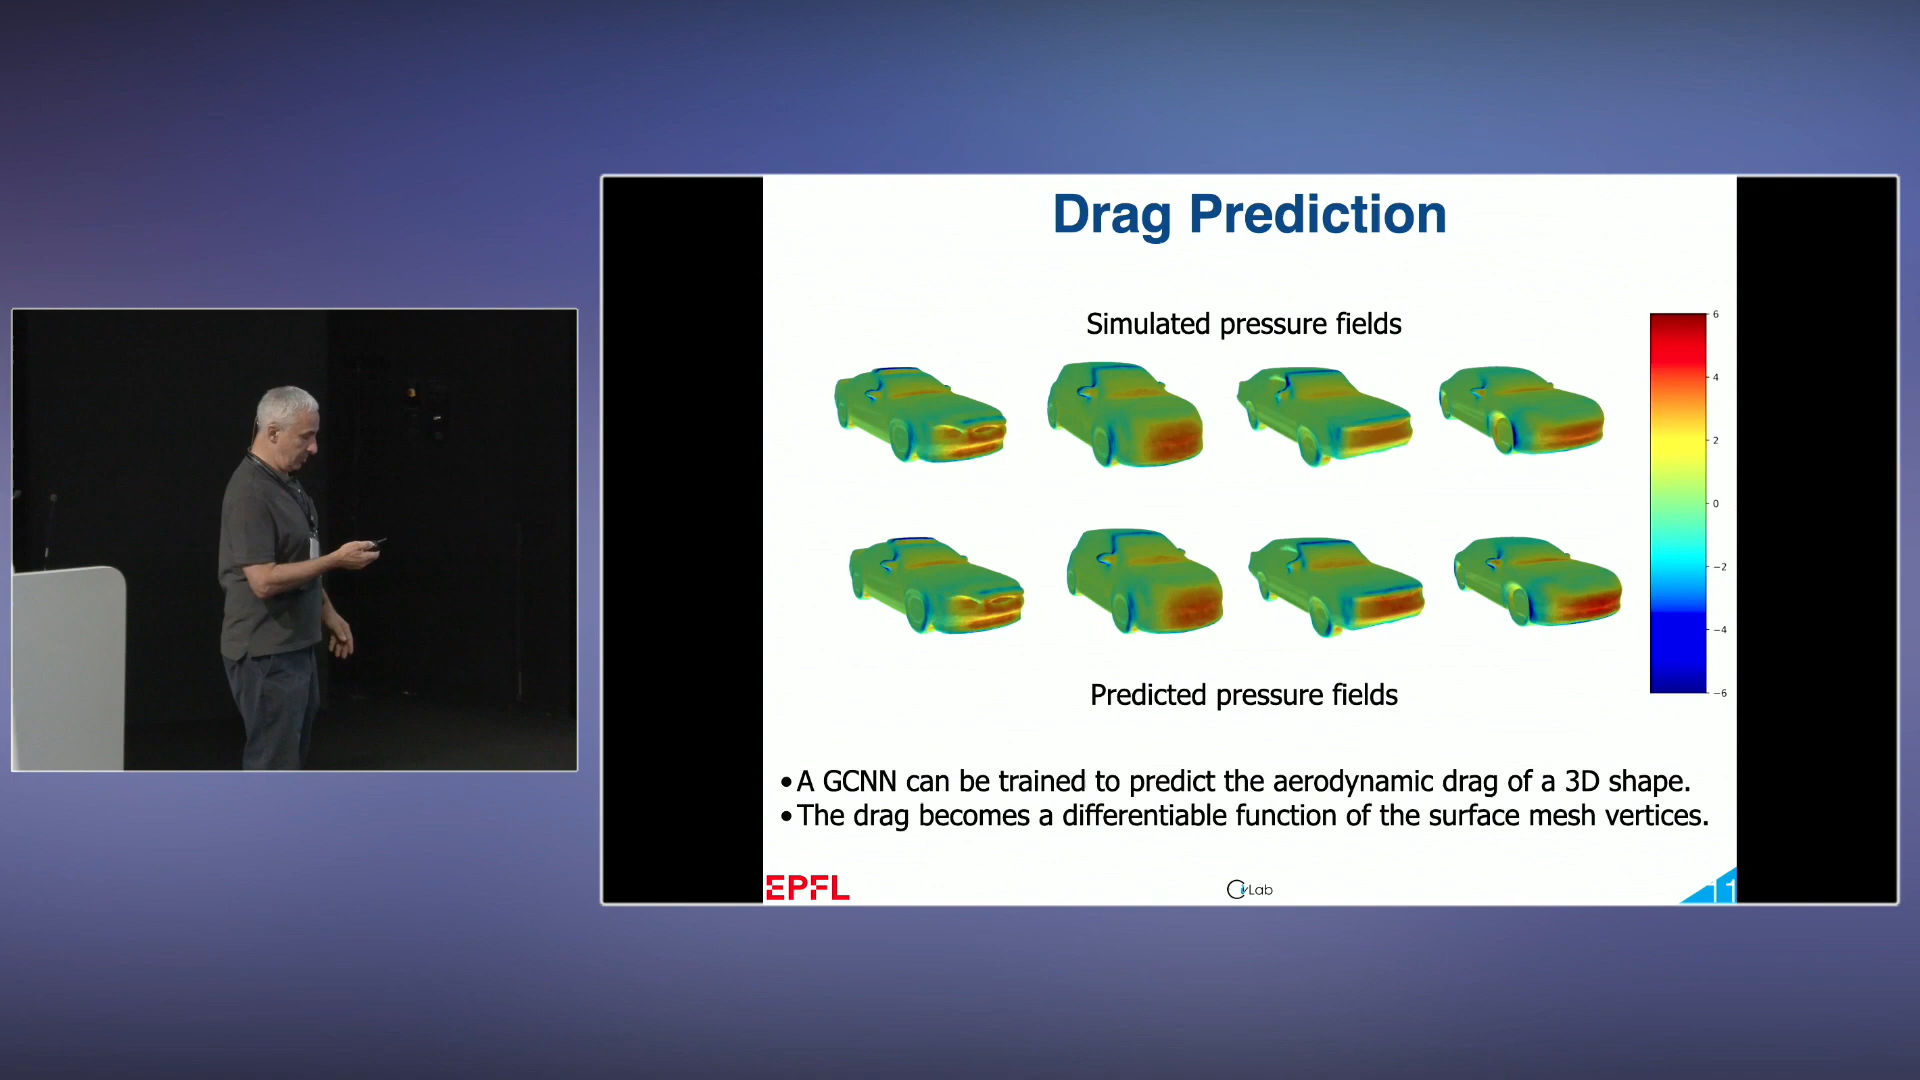 Drag Prediction
Simulated pressure fields
6
4
2
0
−2
−4
−6
Predicted pressure fields
• A GCNN can be trained to predict the aerodynamic drag of a 3D shape.
• The drag becomes a differentiable function of the surface mesh vertices.
EPFL
CvLab
11